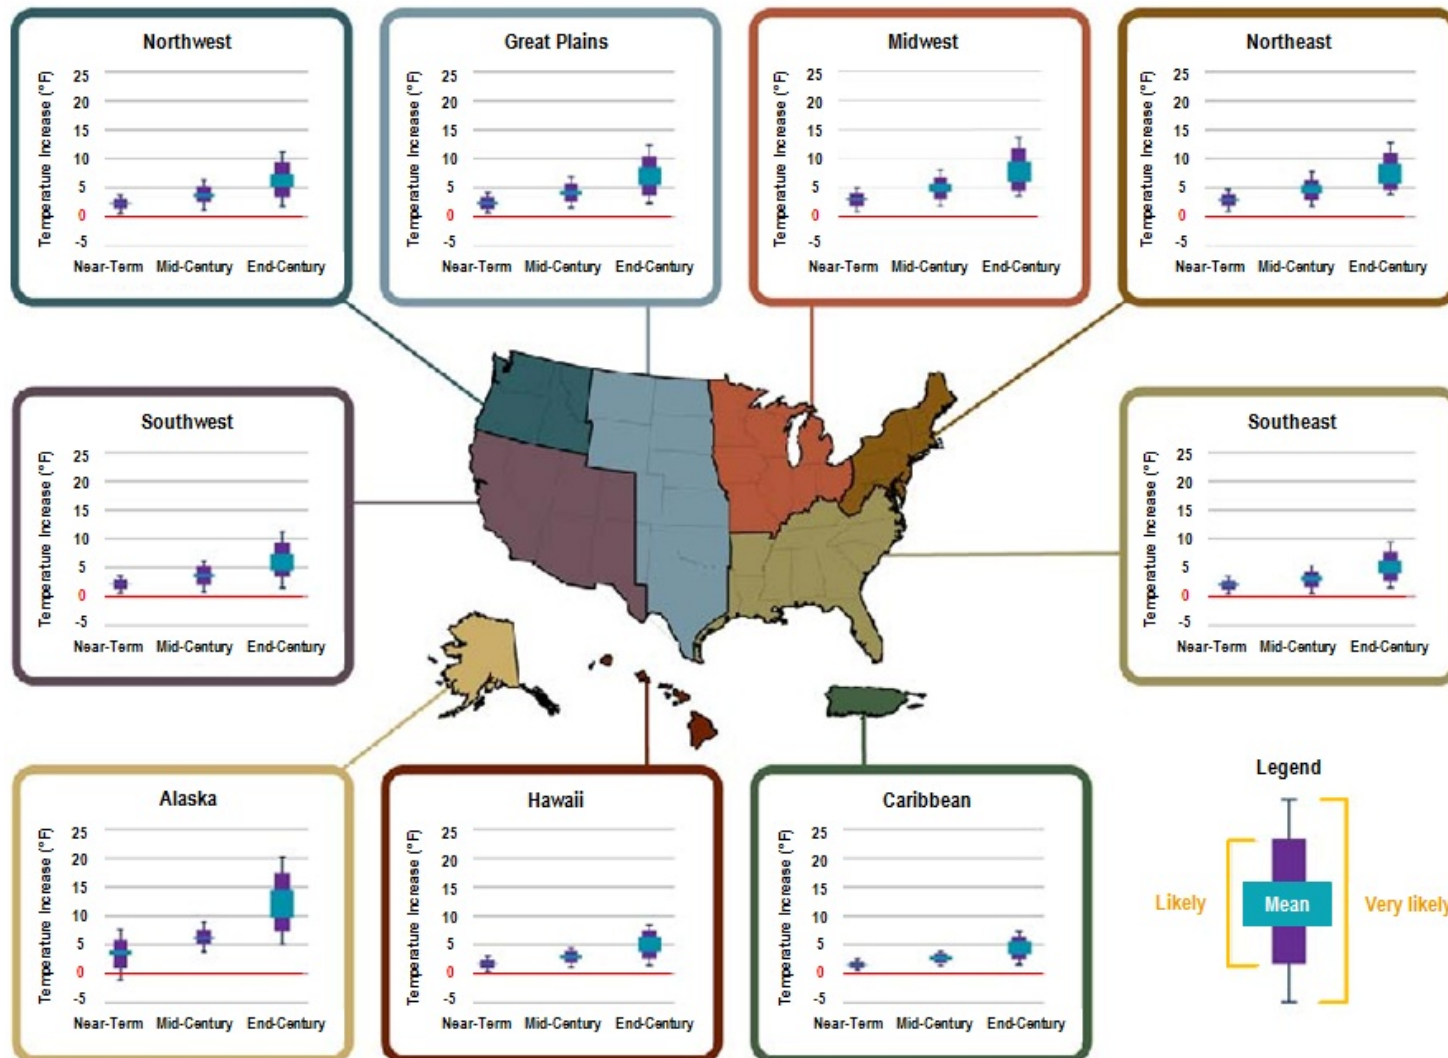 Northwest
Temperature Increase (°F)
25
20
15
10
5
0
-5
Near-Term Mid-Century End-Century
Great Plains
Temperature Increase (°F)
25
20
15
10
5
0
-5
Near-Term Mid-Century End-Century
Midwest
Temperature Increase (°F)
25
20
15
10
5
0
-5
Near-Term Mid-Century End-Century
Northeast
Temperature Increase (°F)
25
20
15
10
5
0
-5
Near-Term Mid-Century End-Century
Southwest
Temperature Increase (°F)
25
20
15
10
5
0
-5
Near-Term Mid-Century End-Century
Southeast
Temperature Increase (°F)
25
20
15
10
5
0
-5
Near-Term Mid-Century End-Century
Alaska
Temperature Increase (°F)
25
20
15
10
5
0
-5
Near-Term Mid-Century End-Century
Hawaii
Temperature Increase (°F)
25
20
15
10
5
0
-5
Near-Term Mid-Century End-Century
Caribbean
Temperature Increase (°F)
25
20
15
10
5
0
-5
Near-Term Mid-Century End-Century
Legend
Likely
Mean
Very likely